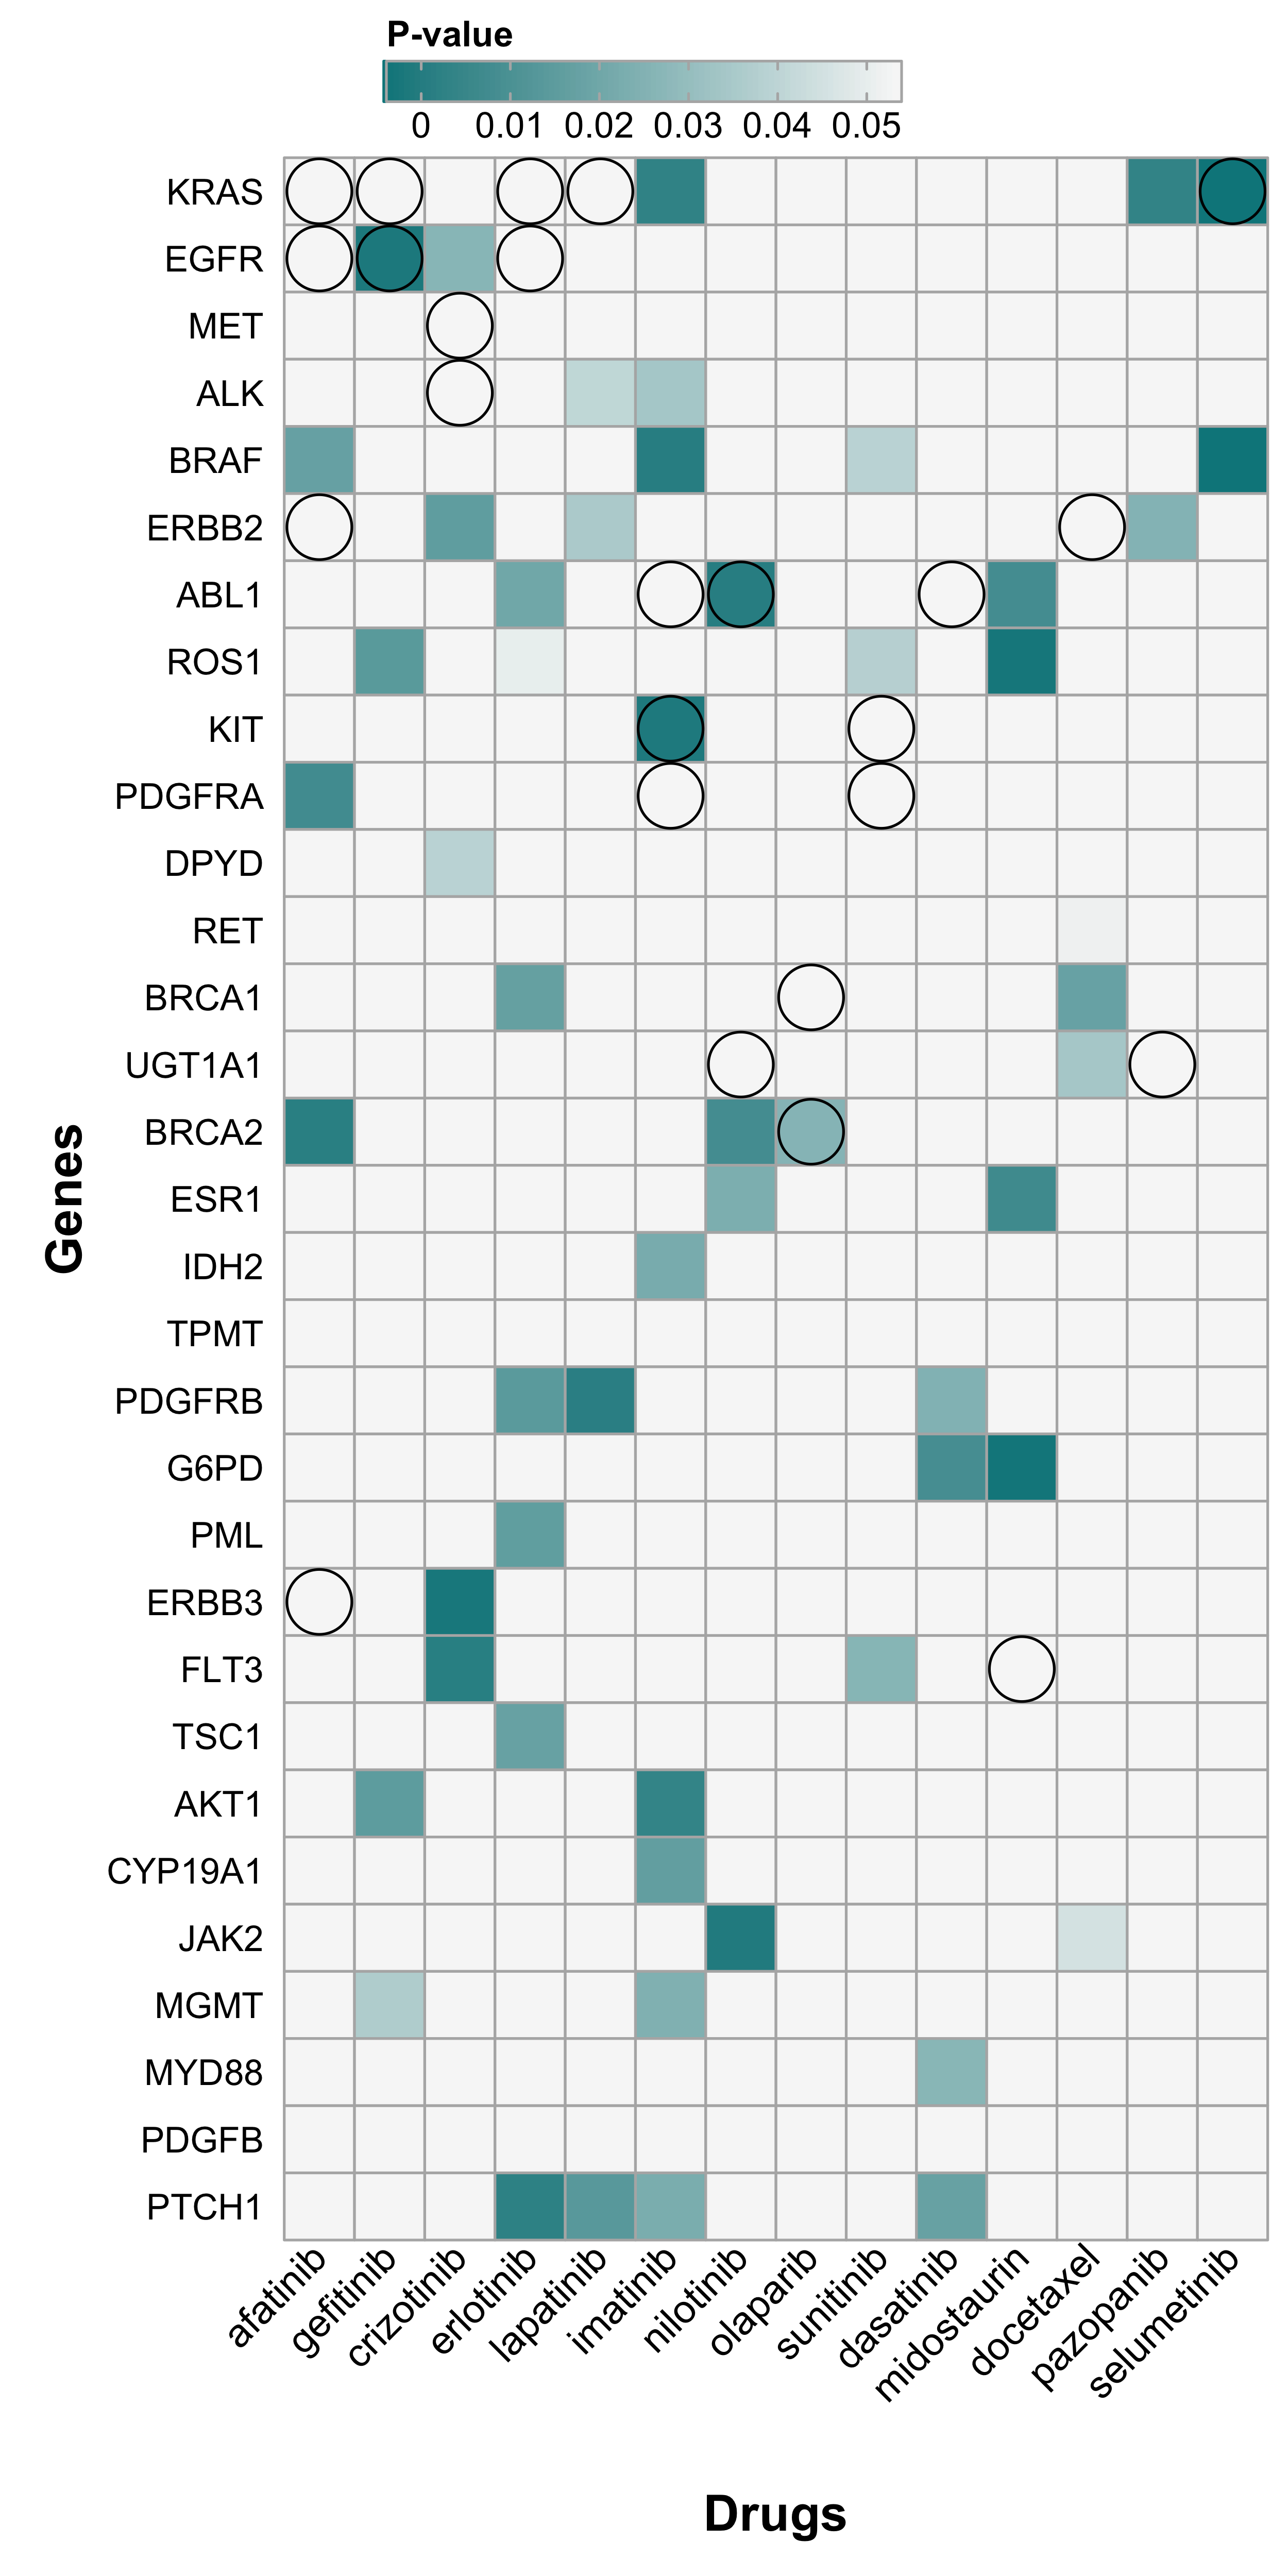 P-value
0 0.01 0.02 0.03 0.04 0.05
KRAS
EGFR
MET
ALK
BRAF
ERBB2
ABL1
ROS1
KIT
PDGFRA
DPYD
RET
BRCA1
UGT1A1
BRCA2
ESR1
IDH2
TPMT
PDGFRB
G6PD
PML
ERBB3
FLT3
TSC1
AKT1
CYP19A1
JAK2
MGMT
MYD88
PDGFB
PTCH1
Genes
afatinib
gefitinib
crizotinib
erlotinib
lapatinib
imatinib
nilotinib
olaparib
sunitinib
dasatinib
midostaurin
docetaxel
pazopanib
selumetinib
Drugs